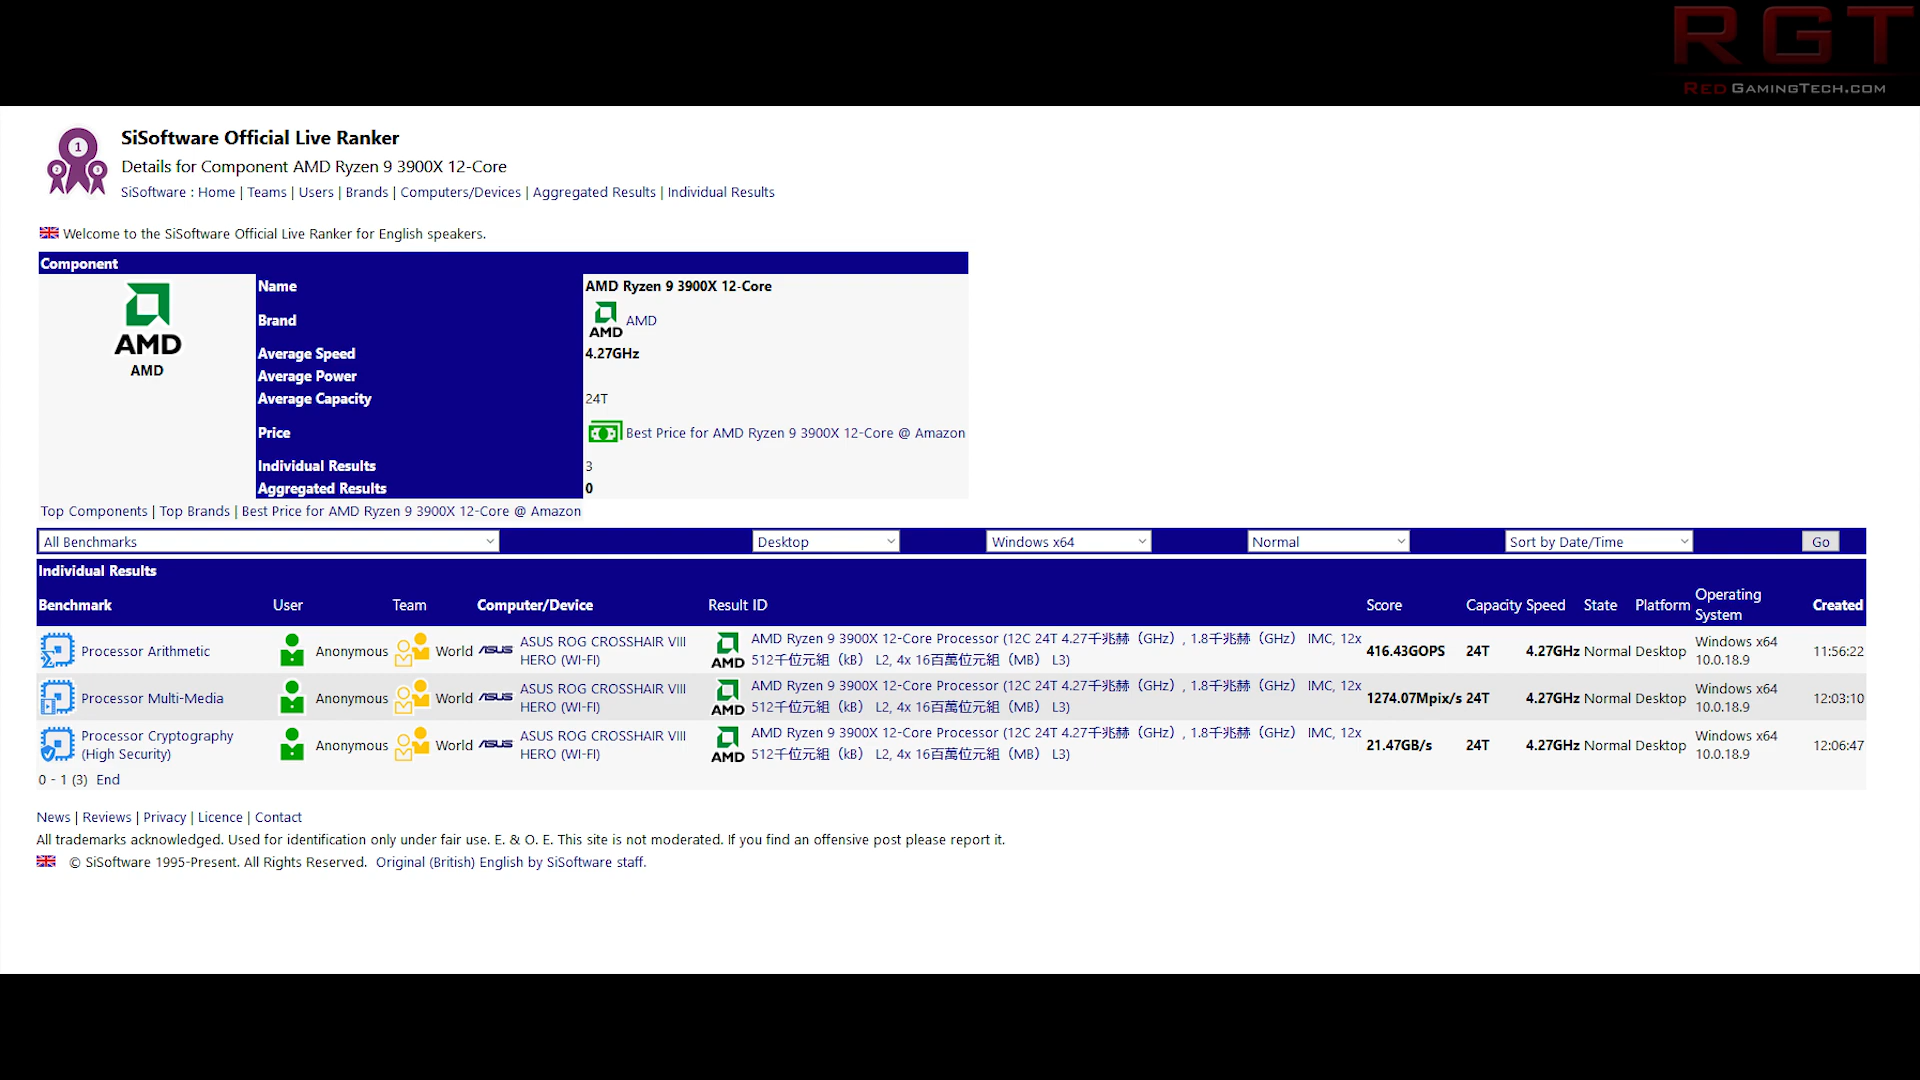 RGT
RedGamingTech.com
SiSoftware Official Live Ranker
Details for Component AMD Ryzen 9 3900X 12-Core
SiSoftware : Home | Teams | Users | Brands | Computers/Devices | Aggregated Results | Individual Results
Welcome to the SiSoftware Official Live Ranker for English speakers.
Component
AMD
AMD
Name AMD Ryzen 9 3900X 12-Core
Brand AMD AMD
Average Speed 4.27GHz
Average Power
Average Capacity 24T
Price Best Price for AMD Ryzen 9 3900X 12-Core @ Amazon
Individual Results 3
Aggregated Results 0
Top Components | Top Brands | Best Price for AMD Ryzen 9 3900X 12-Core @ Amazon
All Benchmarks Desktop Windows x64 Normal Sort by Date/Time Go
Individual Results
Benchmark User Team Computer/Device Result ID Score Capacity Speed State Platform Operating System Created
Processor Arithmetic Anonymous World ASUS ASUS ROG CROSSHAIR VIII HERO (WI-FI) AMD AMD Ryzen 9 3900X 12-Core Processor (12C 24T 4.27千兆赫（GHz）, 1.8千兆赫（GHz） IMC, 12x 512千位元組（kB） L2, 4x 16百萬位元組（MB） L3) 416.43GOPS 24T 4.27GHz Normal Desktop Windows x64 10.0.18.9 11:56:22
Processor Multi-Media Anonymous World ASUS ASUS ROG CROSSHAIR VIII HERO (WI-FI) AMD AMD Ryzen 9 3900X 12-Core Processor (12C 24T 4.27千兆赫（GHz）, 1.8千兆赫（GHz） IMC, 12x 512千位元組（kB） L2, 4x 16百萬位元組（MB） L3) 1274.07Mpix/s 24T 4.27GHz Normal Desktop Windows x64 10.0.18.9 12:03:10
Processor Cryptography (High Security) Anonymous World ASUS ASUS ROG CROSSHAIR VIII HERO (WI-FI) AMD AMD Ryzen 9 3900X 12-Core Processor (12C 24T 4.27千兆赫（GHz）, 1.8千兆赫（GHz） IMC, 12x 512千位元組（kB） L2, 4x 16百萬位元組（MB） L3) 21.47GB/s 24T 4.27GHz Normal Desktop Windows x64 10.0.18.9 12:06:47
0 - 1 (3) End
News | Reviews | Privacy | Licence | Contact
All trademarks acknowledged. Used for identification only under fair use. E. & O. E. This site is not moderated. If you find an offensive post please report it.
© SiSoftware 1995-Present. All Rights Reserved. Original (British) English by SiSoftware staff.